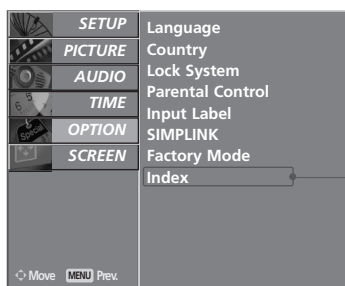 SETUP
PICTURE
AUDIO
TIME
OPTION
SCREEN
Language
Country
Lock System
Parental Control
Input Label
SIMPLINK
Factory Mode
Index
Move MENU Prev.